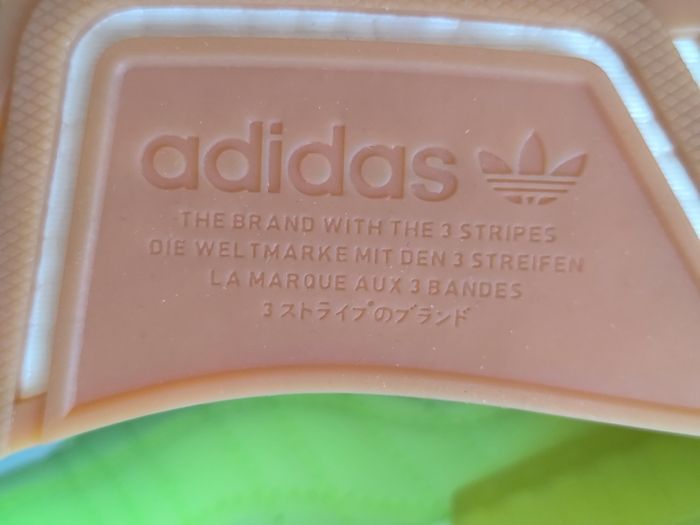 adidas
THE BRAND WITH THE 3 STRIPES
DIE WELTMARKE MIT DEN 3 STREIFEN
LA MARQUE AUX 3 BANDES
3ストライプのブランド